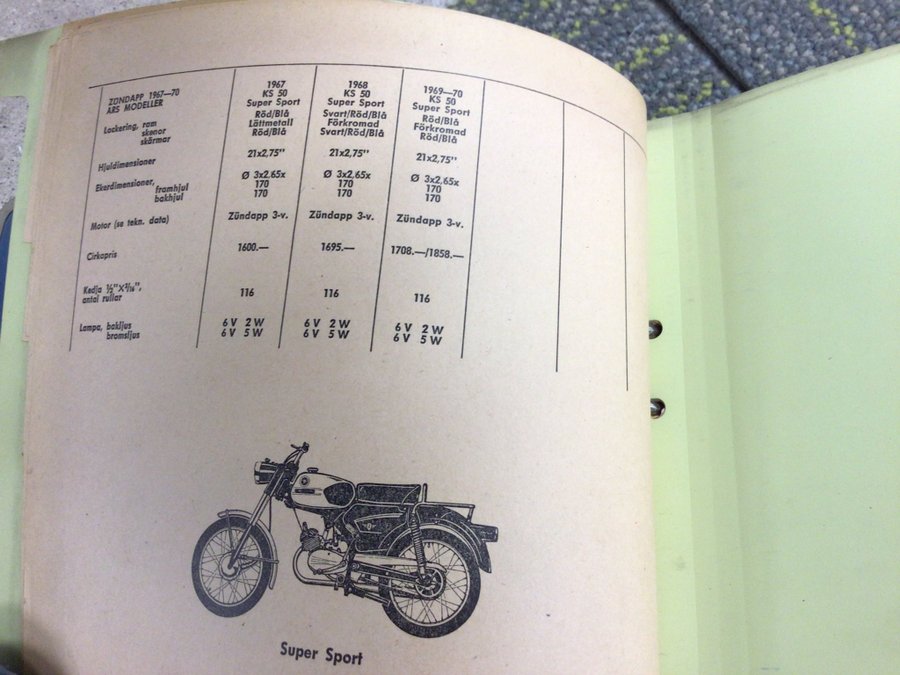 ZÜNDAPP 1967—70
ÅRS MODELLER
1967
KS 50
Super Sport
1968
KS 50
Super Sport
1969—70
KS 50
Super Sport
Lackering, ram
skenor
skärmar
Röd/Blå
Lättmetall
Röd/Blå
Svart/Röd/Blå
Förkromad
Svart/Röd/Blå
Röd/Blå
Förkromad
Röd/Blå
Hjuldimensioner
21x2,75"
21x2,75"
21x2,75"
Ekerdimensioner,
framhjul
bakhjul
Ø 3x2.65x
170
170
Ø 3x2.65x
170
170
Ø 3x2.65x
170
170
Motor (se tekn. data)
Zündapp 3-v.
Zündapp 3-v.
Zündapp 3-v.
Cirkapris
1600.—
1695.—
1708.—/1858.—
Kedja ½"×3/16",
antal rullar
116
116
116
Lampa, bakljus
bromsljus
6 V 2 W
6 V 5 W
6 V 2 W
6 V 5 W
6 V 2 W
6 V 5 W
Super Sport